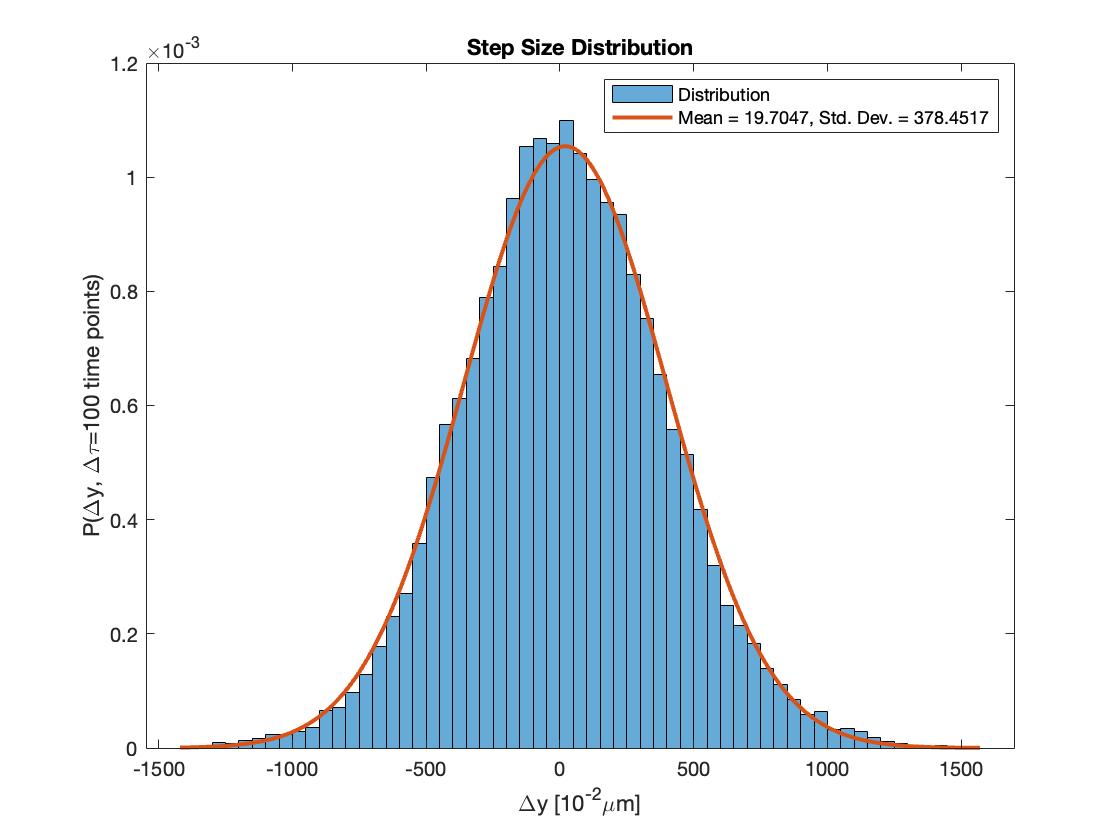 Step Size Distribution
×10⁻³
Distribution
Mean = 19.7047, Std. Dev. = 378.4517
1.2
1
0.8
0.6
0.4
0.2
0
P(Δy, Δτ=100 time points)
-1500 -1000 -500 0 500 1000 1500
Δy [10⁻²μm]